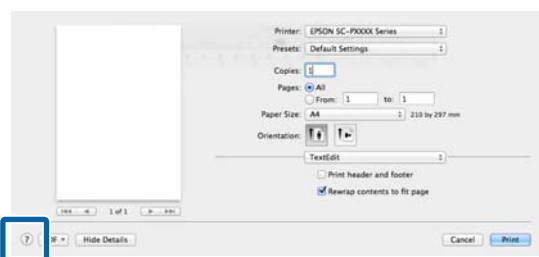 Printer: EPSON SC-PXXXX Series
Presets: Default Settings
Copies: 1
Pages: All
From: 1 to: 1
Paper Size: A4 210 by 297 mm
Orientation:
TextEdit
Print header and footer
Rewrap contents to fit page
1 of 1
? DF Hide Details Cancel Print